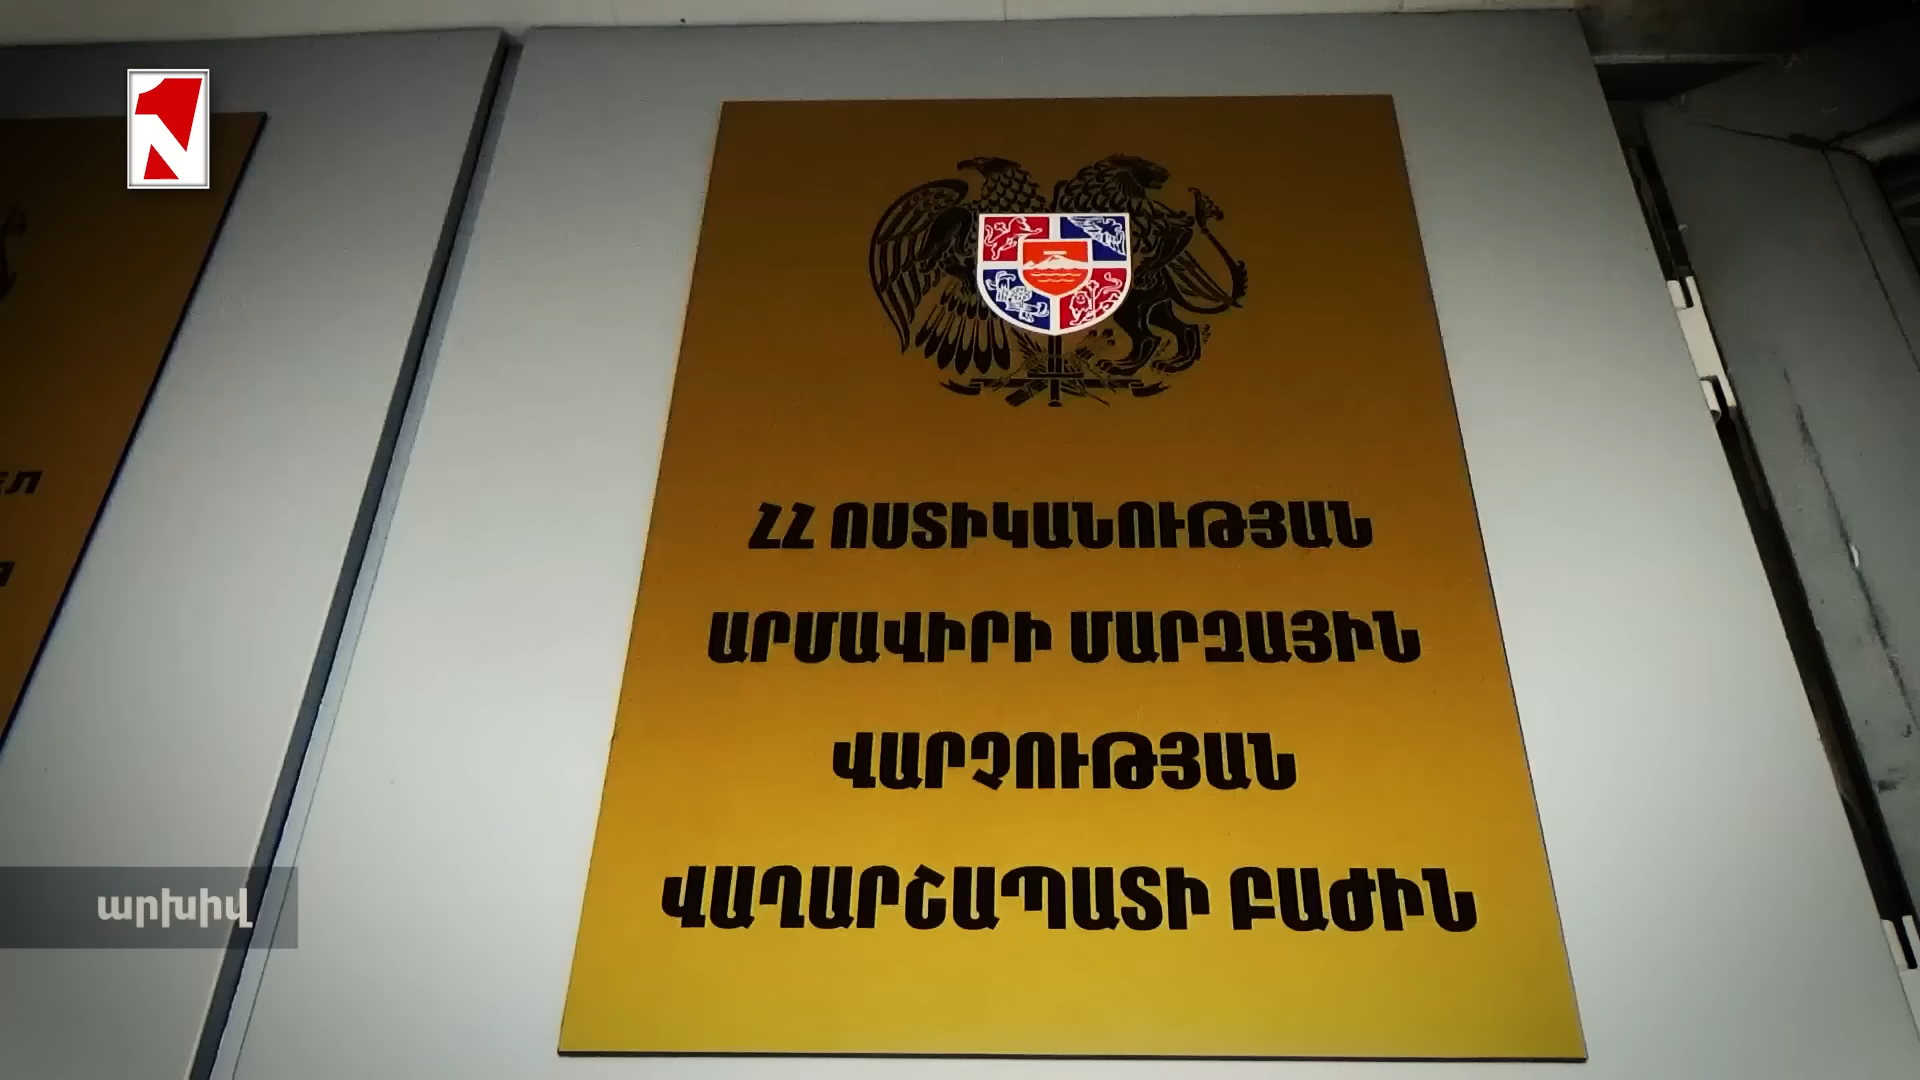 ՀՀ ՈՍՏԻԿԱՆՈՒԹՅԱՆ
ԱՐՄԱՎԻՐԻ ՄԱՐԶԱՅԻՆ
ՎԱՐՉՈՒԹՅԱՆ
ՎԱՂԱՐՇԱՊԱՏԻ ԲԱԺԻՆ
արխիվ